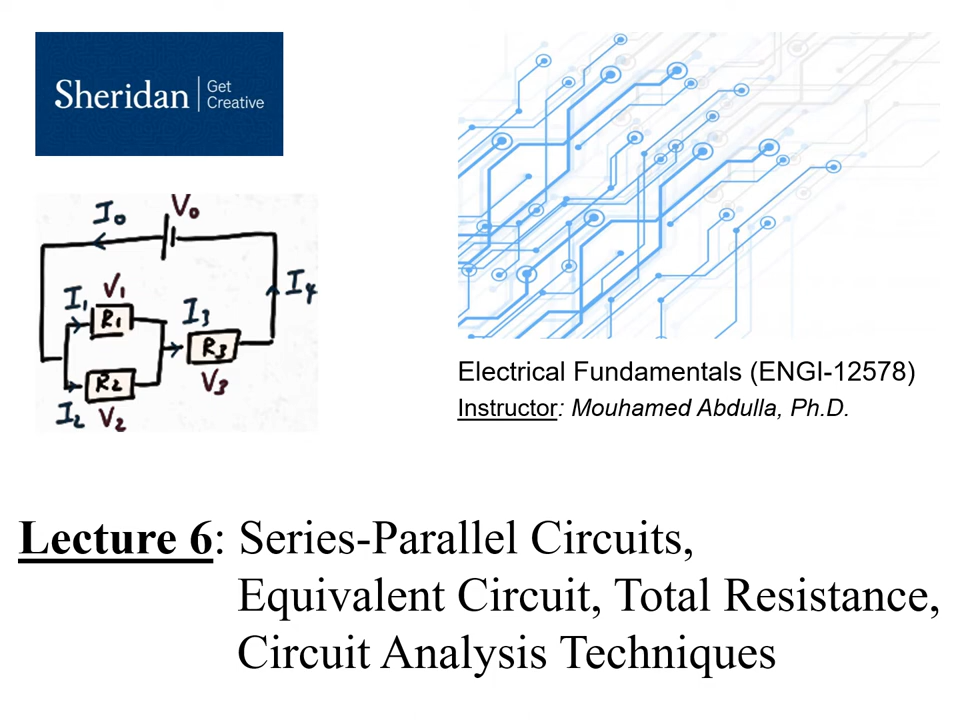 Sheridan
Get
Creative
V₀
I₀
V₁
I₁
R₁
I₃
I₄
R₃
R₂
V₃
I₂
V₂
Electrical Fundamentals (ENGI-12578)
Instructor: Mouhamed Abdulla, Ph.D.
Lecture 6: Series-Parallel Circuits,
Equivalent Circuit, Total Resistance,
Circuit Analysis Techniques